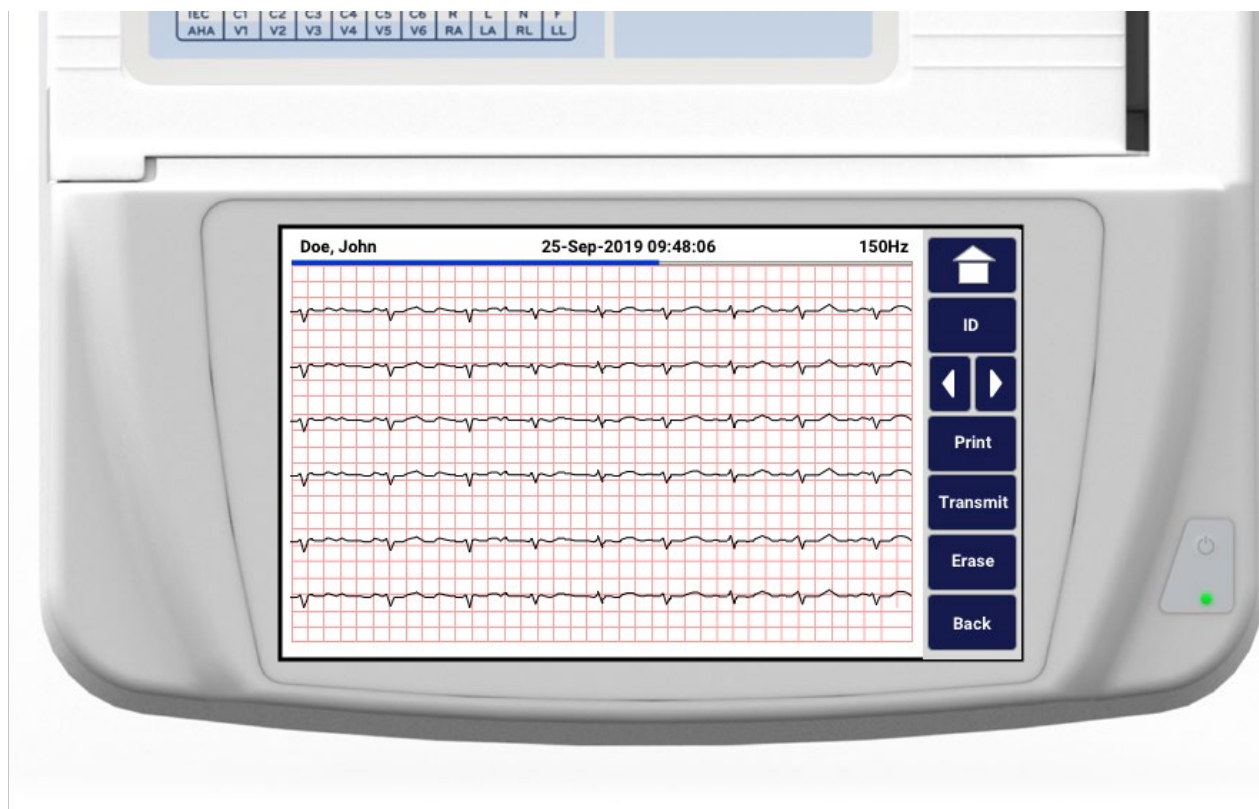 IEC C1 C2 C3 C4 C5 C6 R L N F
AHA V1 V2 V3 V4 V5 V6 RA LA RL LL
Doe, John 25-Sep-2019 09:48:06 150Hz
ID
Print
Transmit
Erase
Back